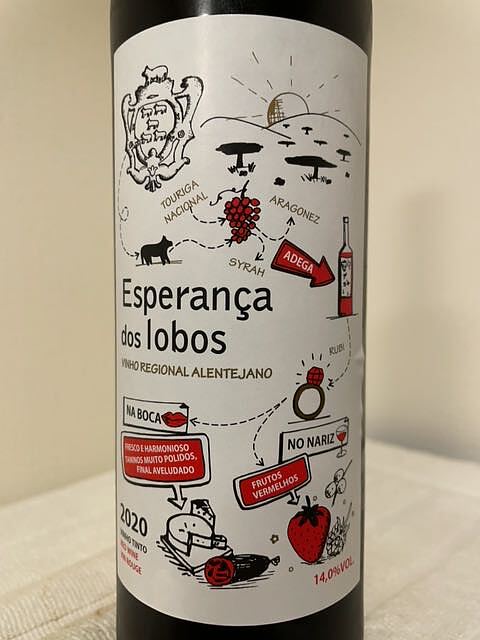 TOURIGA
NACIONAL
ARAGONEZ
SYRAH
ADEGA
Esperança
dos lobos
VINHO REGIONAL ALENTEJANO
RUBI
NA BOCA
NO NARIZ
FRESCO E HARMONIOSO
TANINOS MUITO POLIDOS,
FINAL AVELUDADO
FRUTOS
VERMELHOS
2020
VINHO TINTO
RED WINE
VIN ROUGE
14,0%VOL.